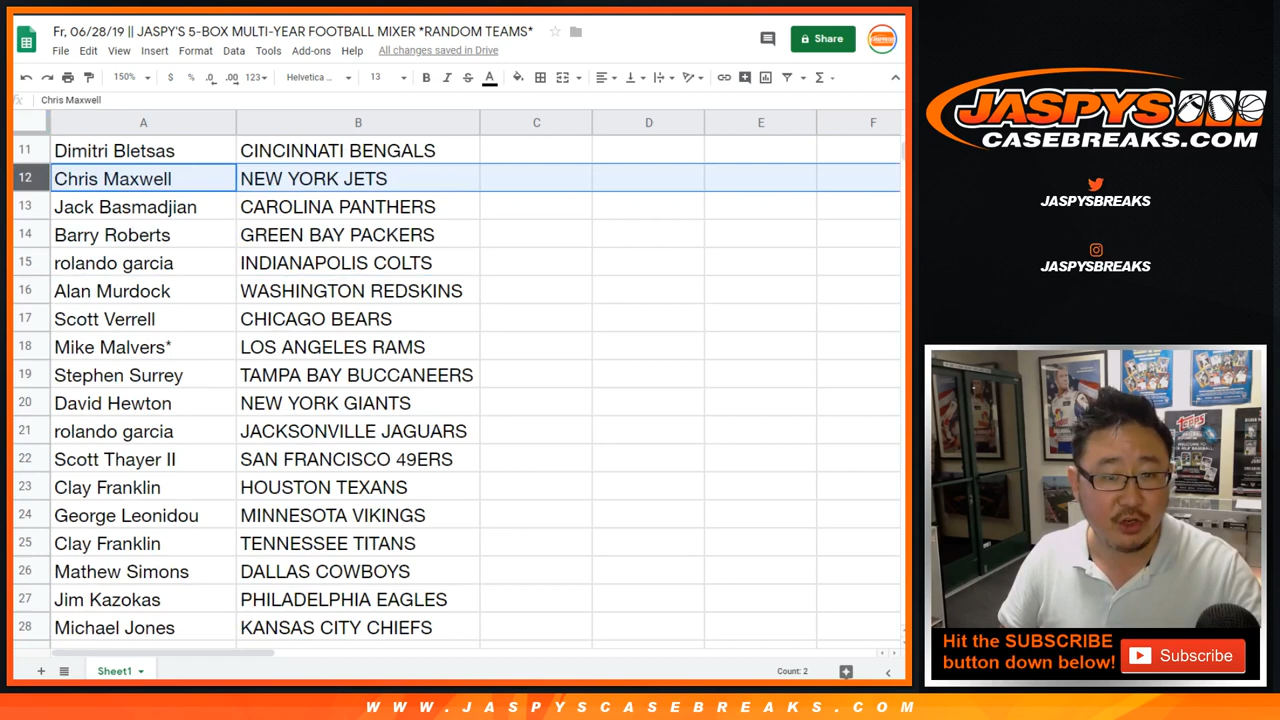 Fr, 06/28/19 || JASPY'S 5-BOX MULTI-YEAR FOOTBALL MIXER *RANDOM TEAMS*
File Edit View Insert Format Data Tools Add-ons Help All changes saved in Drive
Share
150% $ % .0 .00 123 Helvetica ... 13 B I S A
fx Chris Maxwell
A B C D E F
11 Dimitri Bletsas CINCINNATI BENGALS
12 Chris Maxwell NEW YORK JETS
13 Jack Basmadjian CAROLINA PANTHERS
14 Barry Roberts GREEN BAY PACKERS
15 rolando garcia INDIANAPOLIS COLTS
16 Alan Murdock WASHINGTON REDSKINS
17 Scott Verrell CHICAGO BEARS
18 Mike Malvers* LOS ANGELES RAMS
19 Stephen Surrey TAMPA BAY BUCCANEERS
20 David Hewton NEW YORK GIANTS
21 rolando garcia JACKSONVILLE JAGUARS
22 Scott Thayer II SAN FRANCISCO 49ERS
23 Clay Franklin HOUSTON TEXANS
24 George Leonidou MINNESOTA VIKINGS
25 Clay Franklin TENNESSEE TITANS
26 Mathew Simons DALLAS COWBOYS
27 Jim Kazokas PHILADELPHIA EAGLES
28 Michael Jones KANSAS CITY CHIEFS
Sheet1
Count: 2
JASPYS
CASEBREAKS.COM
JASPYSBREAKS
JASPYSBREAKS
Topps
Hit the SUBSCRIBE
button down below!
Subscribe
WWW.JASPYSCASEBREAKS.COM